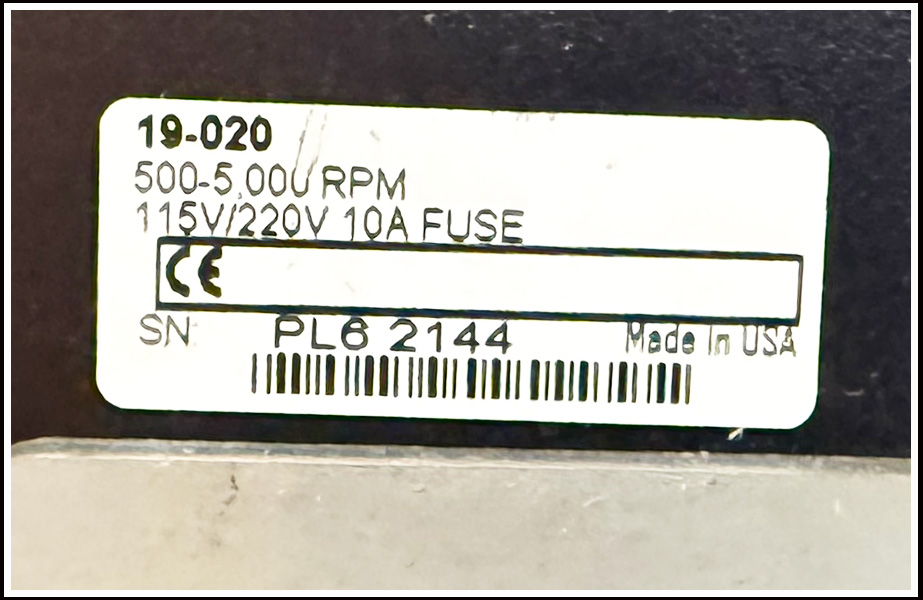 19-020
500-5,000 RPM
115V/220V 10A FUSE
CE
SN: PL6 2144 Made In USA